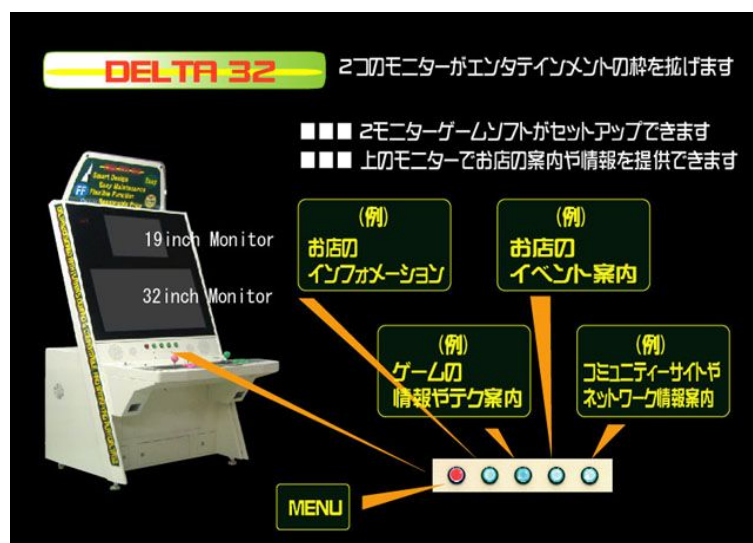 DELTA 32
2つのモニターがエンタテインメントの枠を拡げます
■■■ 2モニターゲームソフトがセットアップできます
■■■ 上のモニターでお店の案内や情報を提供できます
Smart Design
Easy Maintenance
Flexible Function
19inch Monitor
32inch Monitor
(例)
お店の
インフォメーション
(例)
お店の
イベント案内
(例)
ゲームの
情報やテク案内
(例)
コミュニティーサイトや
ネットワーク情報案内
MENU